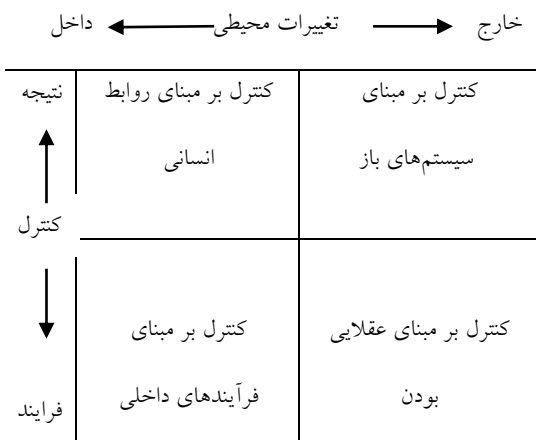 خارج تغییرات محیطی داخل
کنترل بر مبنای
سیستم‌های باز
کنترل بر مبنای روابط
انسانی
نتیجه
کنترل
کنترل بر مبنای عقلایی
بودن
کنترل بر مبنای
فرآیندهای داخلی
فرایند